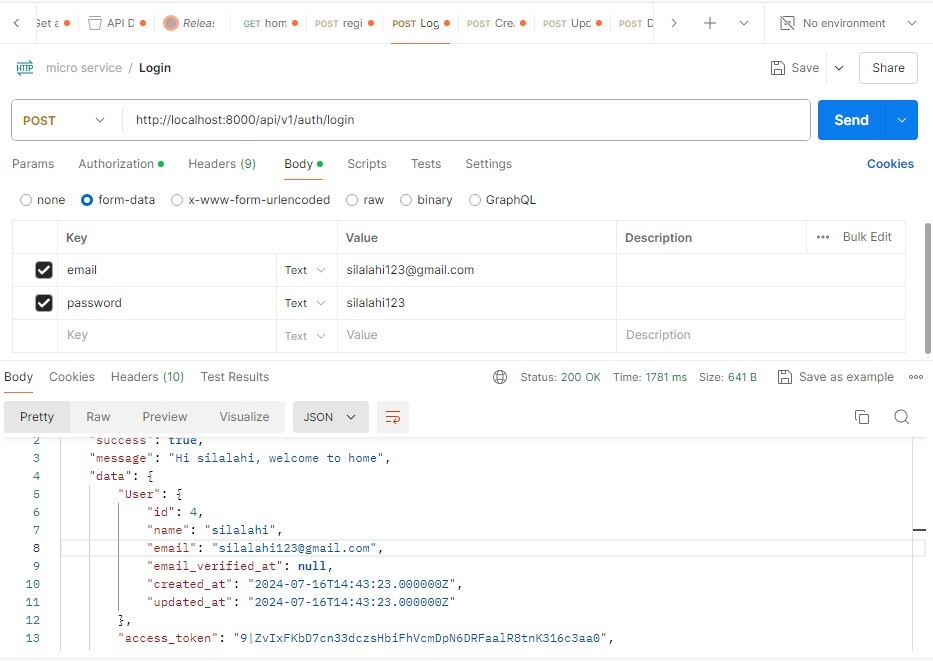 Get a API D Releas GET hom POST regi POST Log POST Crea POST Upd POST D No environment
HTTP micro service / Login Save Share
POST http://localhost:8000/api/v1/auth/login Send
Params Authorization Headers (9) Body Scripts Tests Settings Cookies
none form-data x-www-form-urlencoded raw binary GraphQL
Key Value Description Bulk Edit
email Text silalahi123@gmail.com
password Text silalahi123
Key Text Value Description
Body Cookies Headers (10) Test Results Status: 200 OK Time: 1781 ms Size: 641 B Save as example
Pretty Raw Preview Visualize JSON
2 "success": true,
3 "message": "Hi silalahi, welcome to home",
4 "data": {
5 "User": {
6 "id": 4,
7 "name": "silalahi",
8 "email": "silalahi123@gmail.com",
9 "email_verified_at": null,
10 "created_at": "2024-07-16T14:43:23.000000Z",
11 "updated_at": "2024-07-16T14:43:23.000000Z"
12 },
13 "access_token": "9|ZvIxFKbD7cn33dczsHbiFhVcmDpN6DRFaalR8tnK316c3aa0",